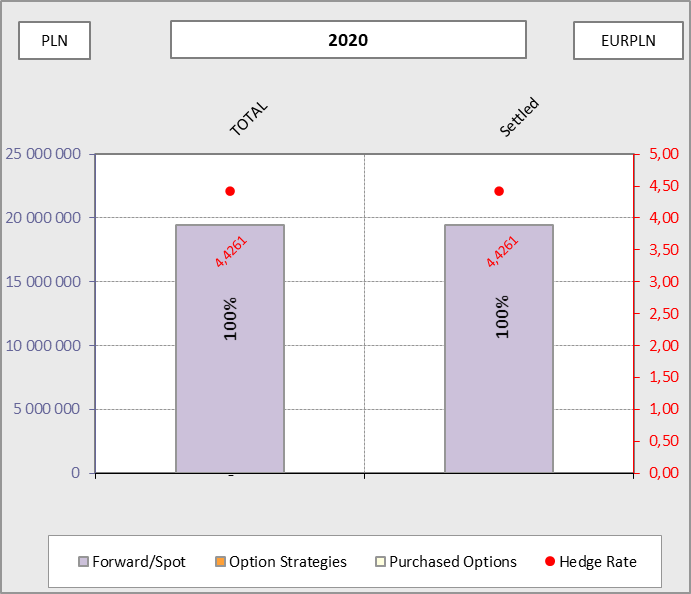 PLN
2020
EURPLN
TOTAL
Settled
25 000 000
20 000 000
15 000 000
10 000 000
5 000 000
0
5,00
4,50
4,00
3,50
3,00
2,50
2,00
1,50
1,00
0,50
0,00
4,4261
100%
4,4261
100%
Forward/Spot
Option Strategies
Purchased Options
Hedge Rate